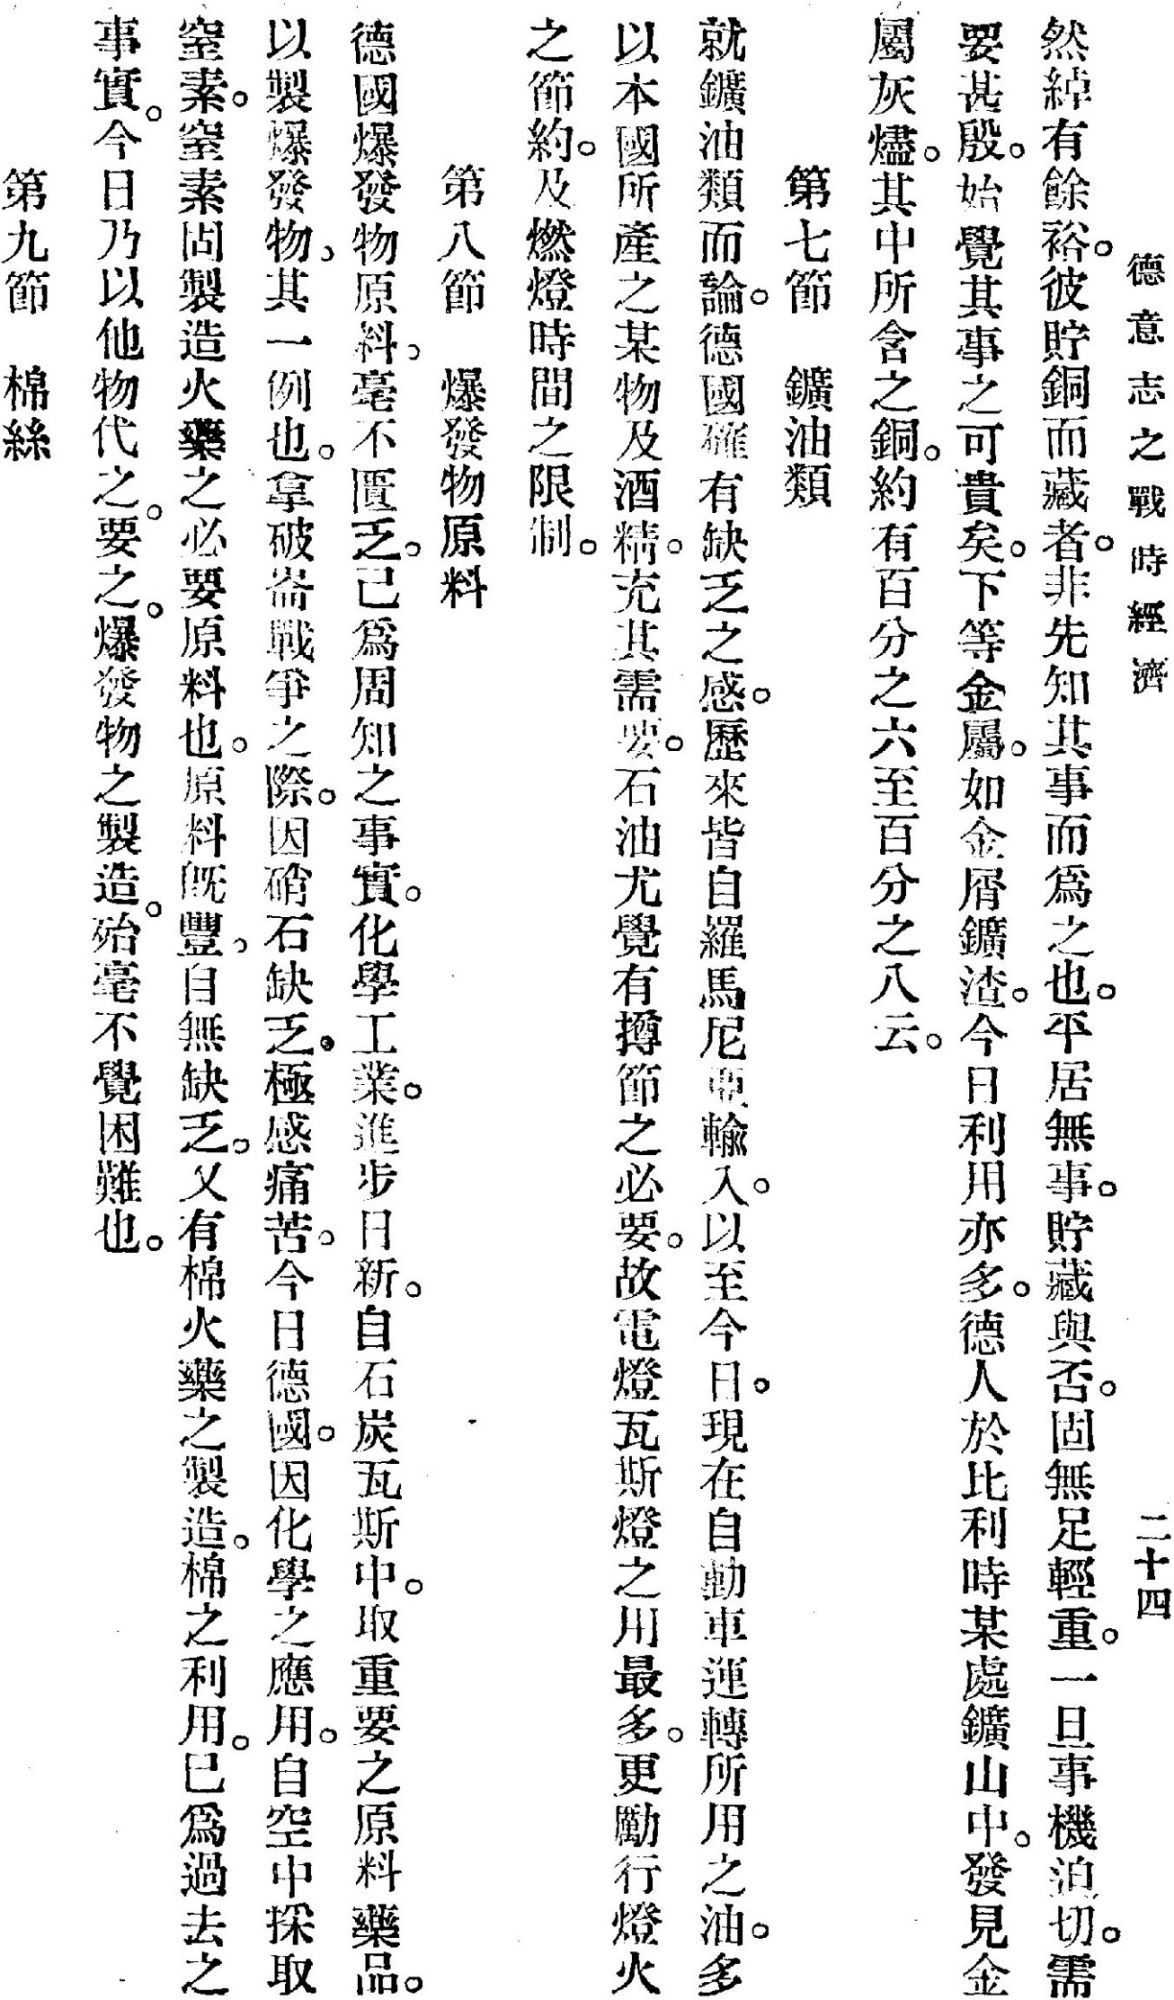 德意志之戰時經濟 二十四
然綽有餘裕。彼貯銅而藏者。非先知其事而爲之也。平居無事。貯藏與否。固無足輕重。一旦事機迫切。需
要甚殷。始覺其事之可貴矣。下等金屬。如金屑鑛渣。今日利用亦多。德人於比利時某處鑛山中。發見金
屬灰燼。其中所含之銅。約有百分之六至百分之八云。
第七節 鑛油類
就鑛油類而論。德國確有缺乏之感。歷來皆自羅馬尼亞輸入。以至今日。現在自動車運轉所用之油。多
以本國所產之某物及酒精。充其需要。石油尤覺有撙節之必要。故電燈瓦斯燈之用最多。更勵行燈火
之節約。及燃燈時間之限制。
第八節 爆發物原料
德國爆發物原料。毫不匱乏。已爲周知之事實。化學工業。進步日新。自石炭瓦斯中。取重要之原料藥品。
以製爆發物。其一例也。拿破崙戰爭之際。因硝石缺乏。極感痛苦。今日德國。因化學之應用。自空中採取
窒素。窒素固製造火藥之必要原料也。原料旣豐。自無缺乏。又有棉火藥之製造。棉之利用。已爲過去之
事實。今日乃以他物代之。要之。爆發物之製造。殆毫不覺困難也。
第九節 棉絲